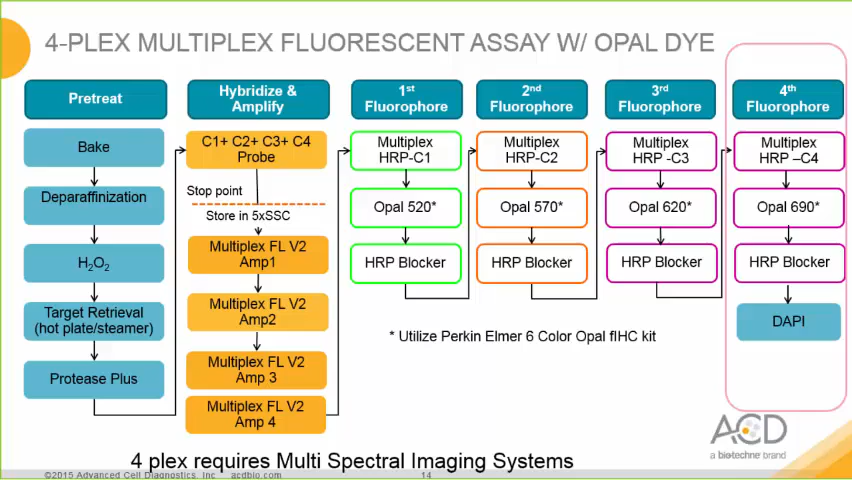 4-PLEX MULTIPLEX FLUORESCENT ASSAY W/ OPAL DYE
Pretreat
Bake
Deparaffinization
H₂O₂
Target Retrieval
(hot plate/steamer)
Protease Plus
Hybridize &
Amplify
C1+ C2+ C3+ C4
Probe
Stop point
Store in 5xSSC
Multiplex FL V2
Amp1
Multiplex FL V2
Amp2
Multiplex FL V2
Amp 3
Multiplex FL V2
Amp 4
1st
Fluorophore
Multiplex
HRP-C1
Opal 520*
HRP Blocker
2nd
Fluorophore
Multiplex
HRP-C2
Opal 570*
HRP Blocker
3rd
Fluorophore
Multiplex
HRP -C3
Opal 620*
HRP Blocker
4th
Fluorophore
Multiplex
HRP –C4
Opal 690*
HRP Blocker
DAPI
* Utilize Perkin Elmer 6 Color Opal fIHC kit
ACD
a biotechne brand
4 plex requires Multi Spectral Imaging Systems
©2015 Advanced Cell Diagnostics, Inc acdbio.com
14